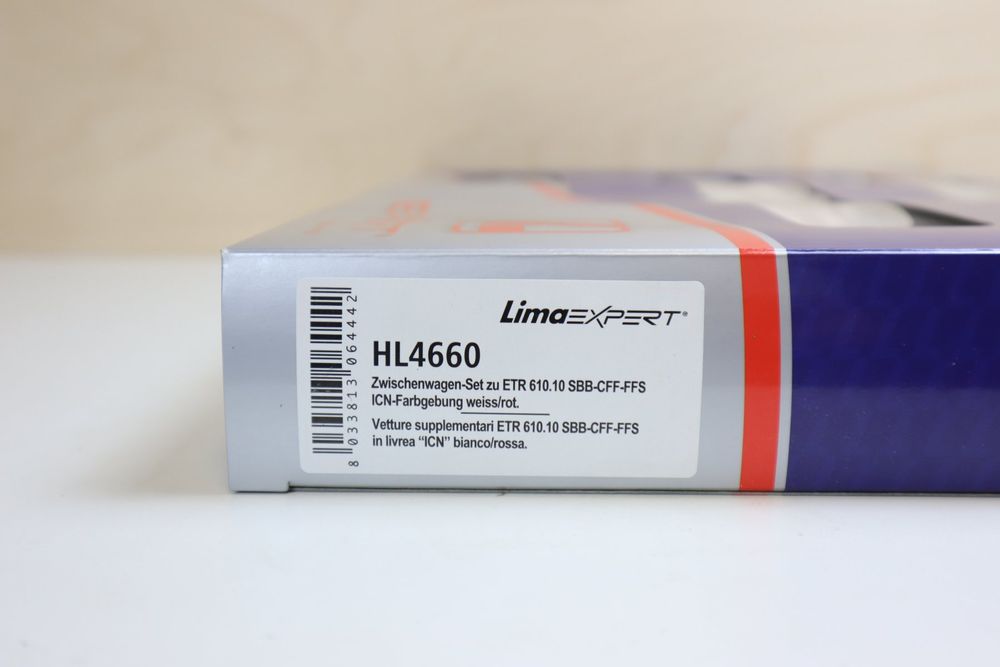 LimaEXPERT®
HL4660
Zwischenwagen-Set zu ETR 610.10 SBB-CFF-FFS
ICN-Farbgebung weiss/rot.
Vetture supplementari ETR 610.10 SBB-CFF-FFS
in livrea “ICN” bianco/rossa.
8 033813 064442